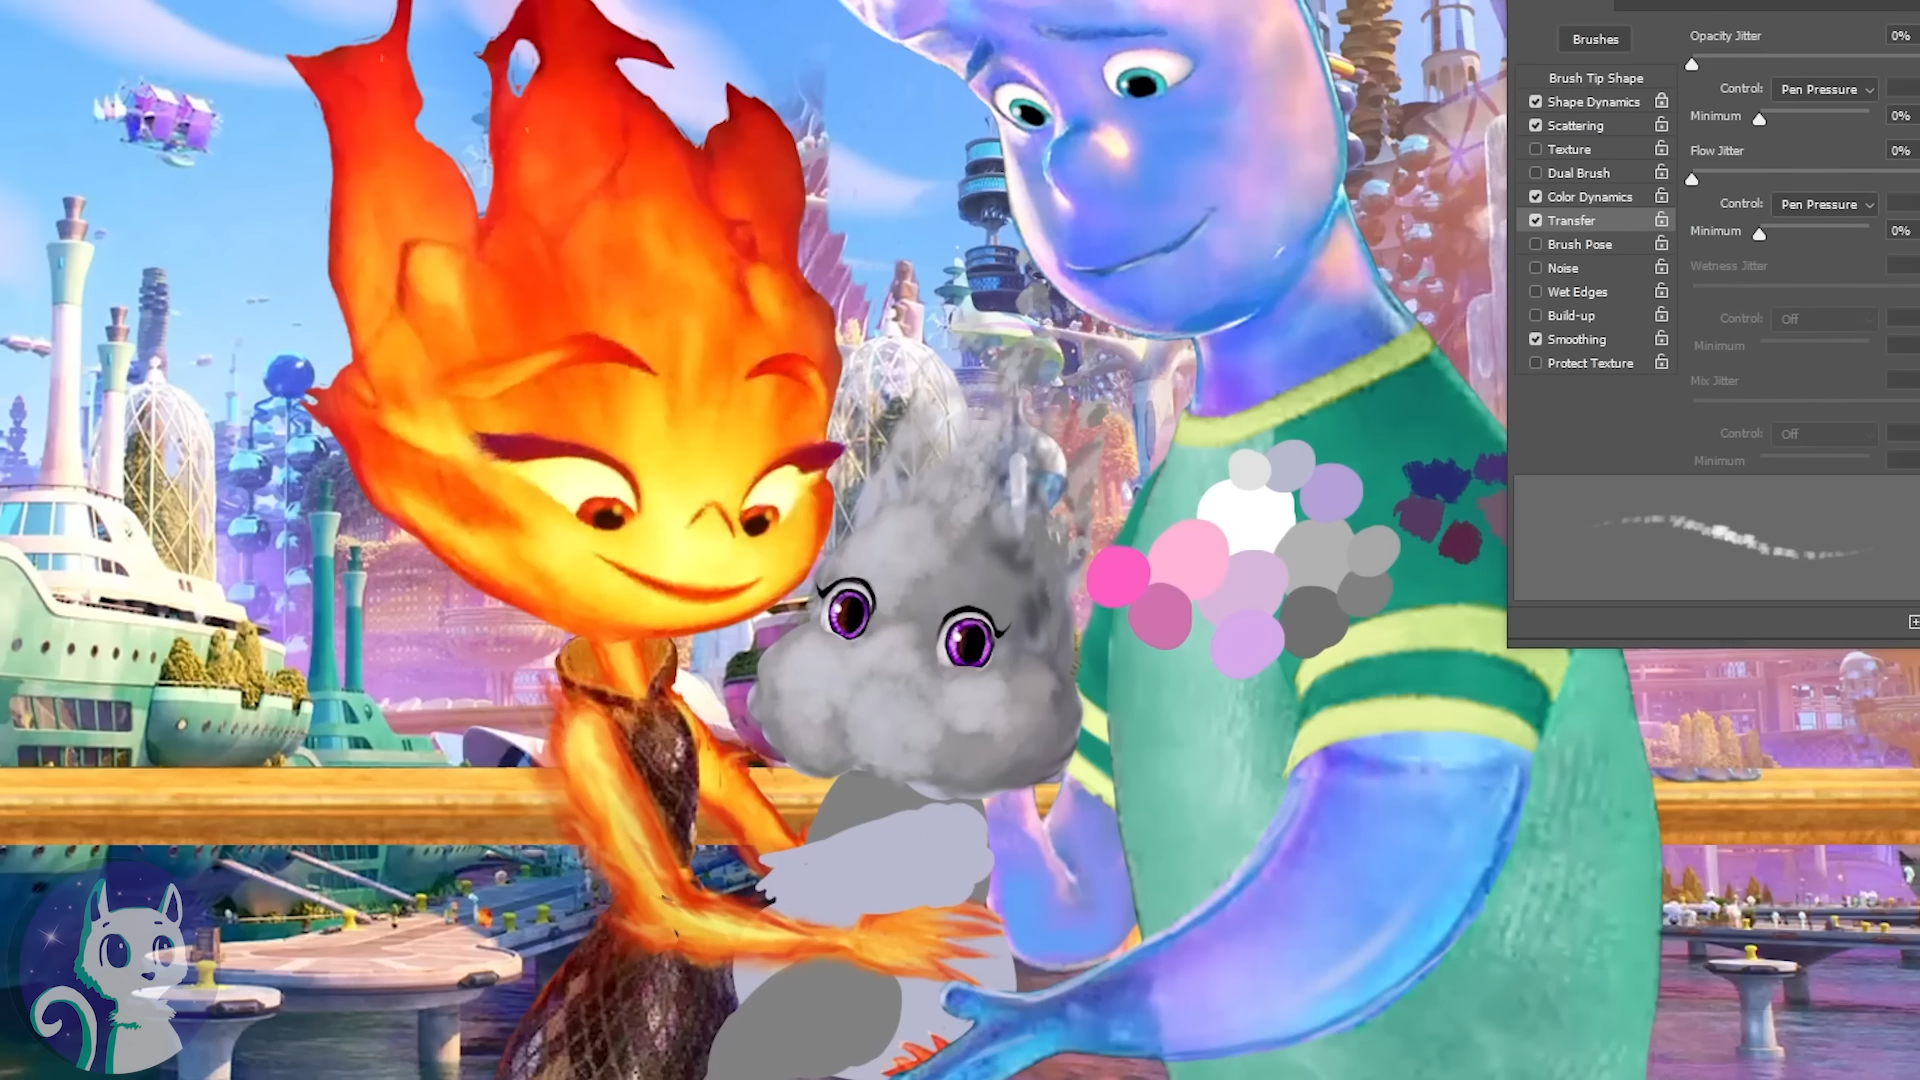 Brushes
Brush Tip Shape
Shape Dynamics
Scattering
Texture
Dual Brush
Color Dynamics
Transfer
Brush Pose
Noise
Wet Edges
Build-up
Smoothing
Protect Texture
Opacity Jitter 0%
Control: Pen Pressure
Minimum 0%
Flow Jitter 0%
Control: Pen Pressure
Minimum 0%
Wetness Jitter
Control: Off
Minimum
Mix Jitter
Control: Off
Minimum